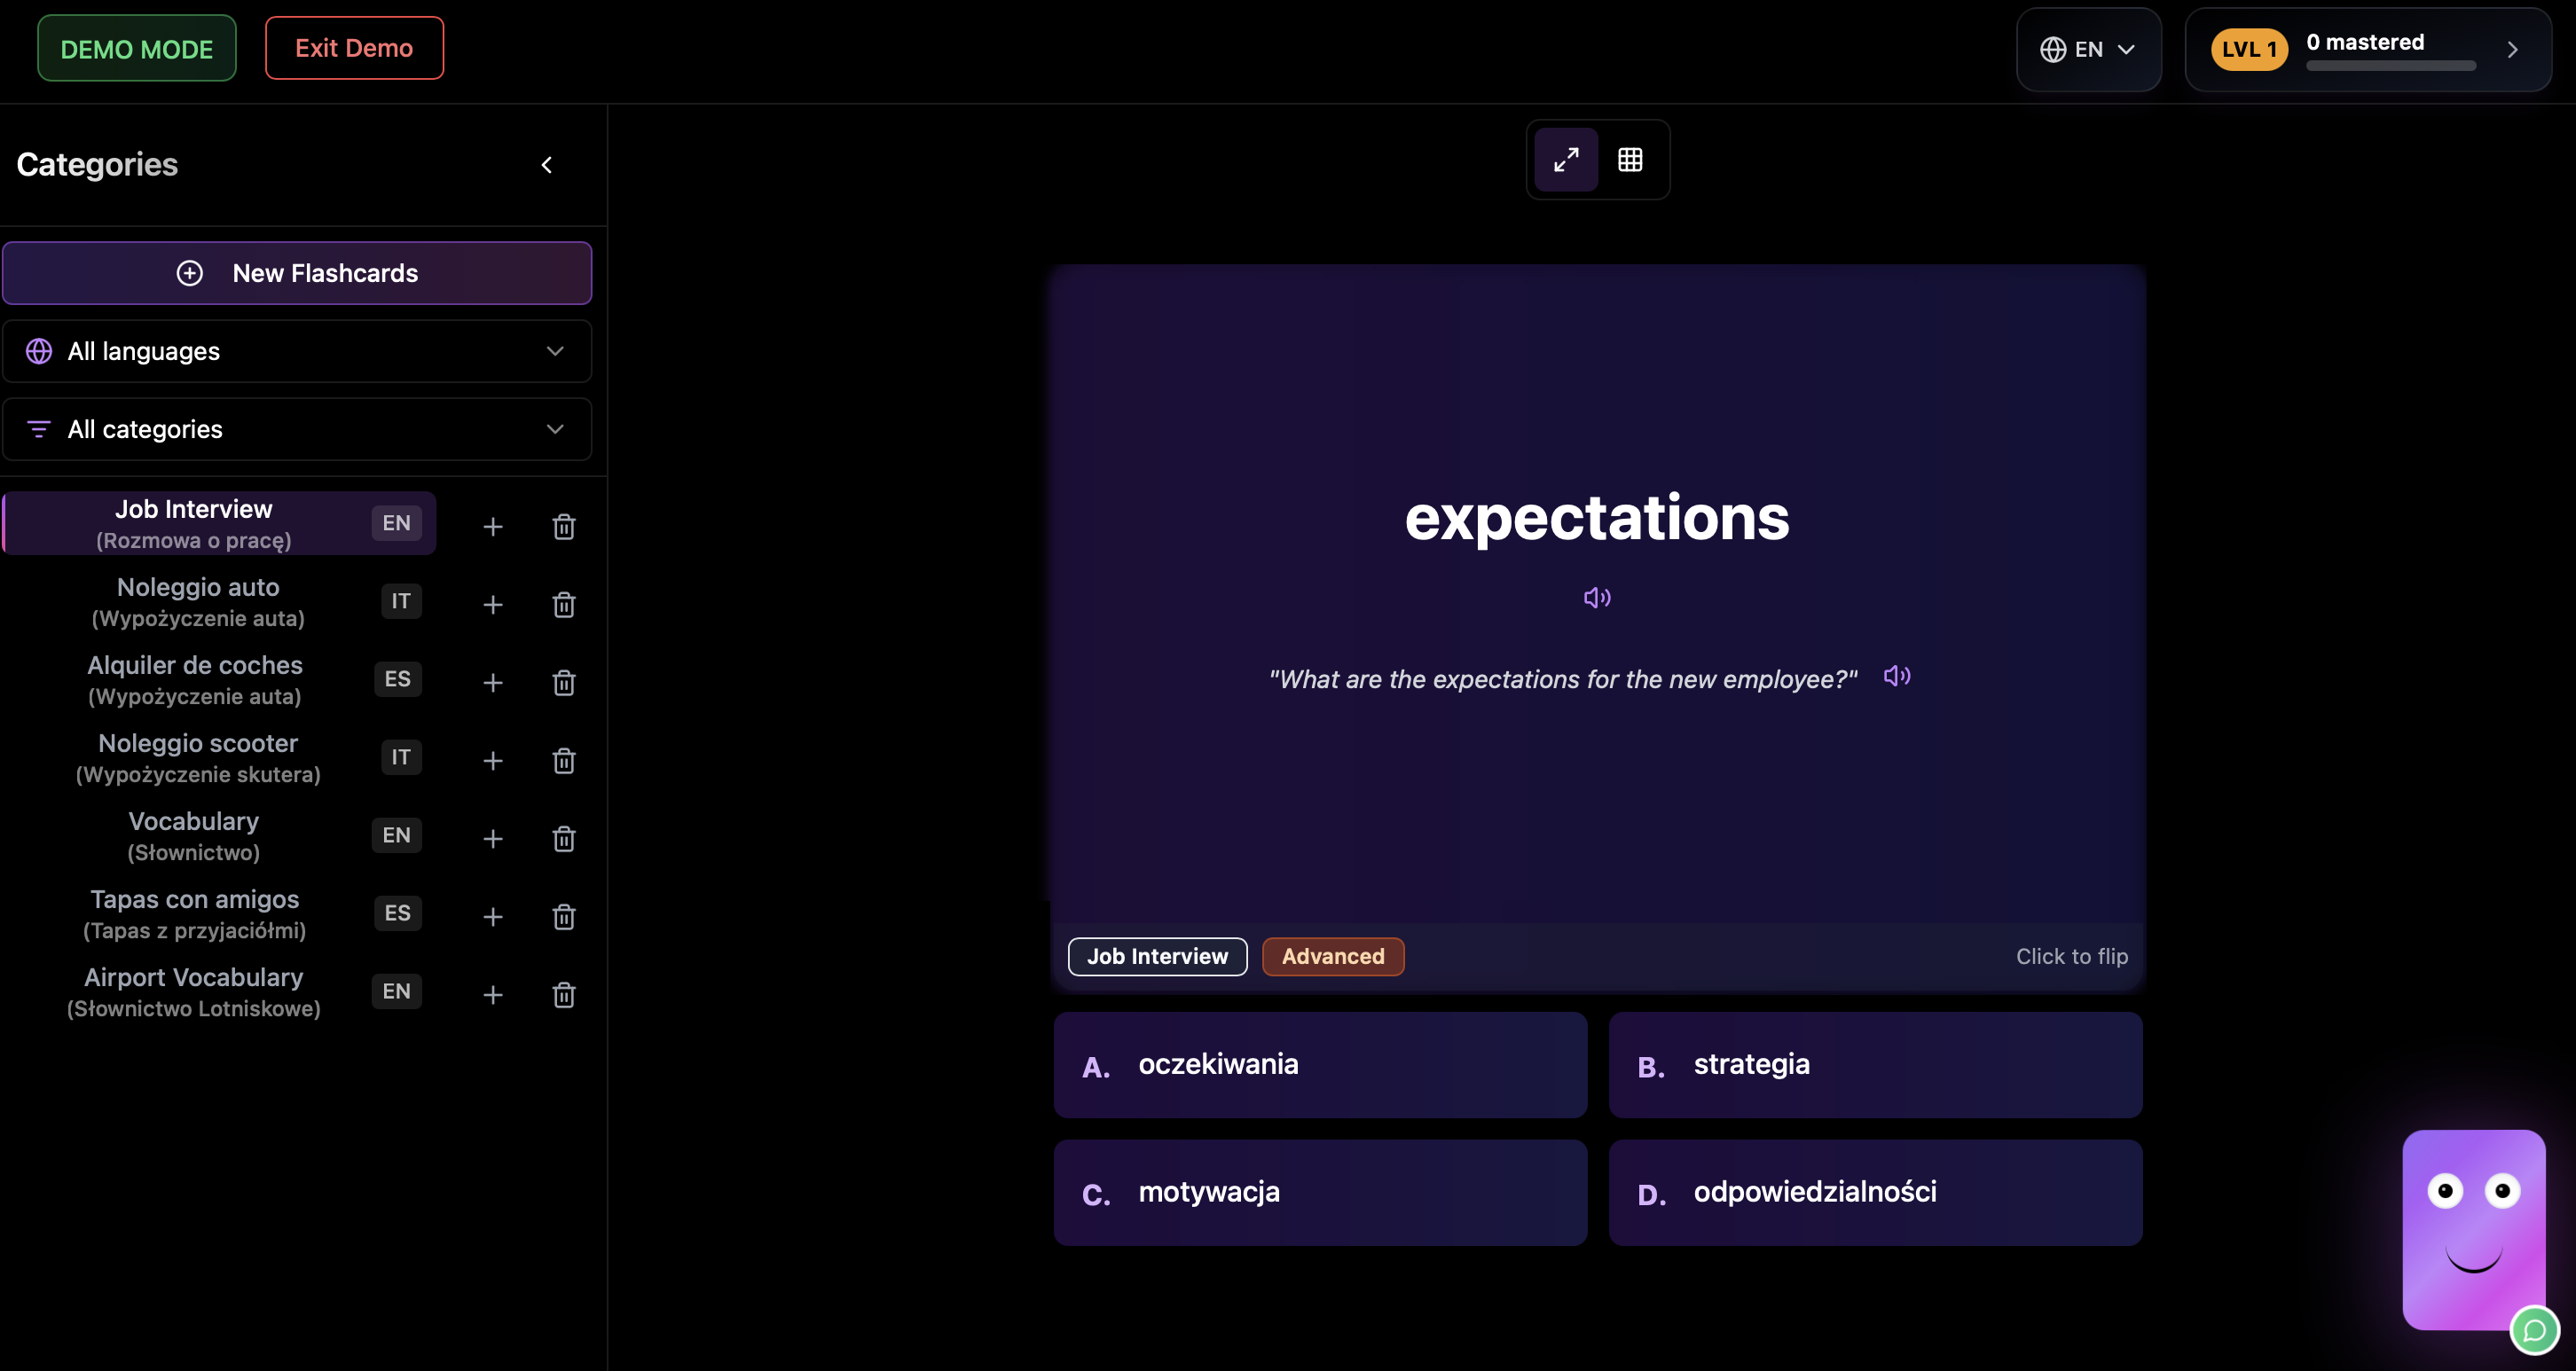 DEMO MODE
Exit Demo
EN
LVL 1
0 mastered
Categories
New Flashcards
All languages
All categories
Job Interview
(Rozmowa o pracę)
EN
Noleggio auto
(Wypożyczenie auta)
IT
Alquiler de coches
(Wypożyczenie auta)
ES
Noleggio scooter
(Wypożyczenie skutera)
IT
Vocabulary
(Słownictwo)
EN
Tapas con amigos
(Tapas z przyjaciółmi)
ES
Airport Vocabulary
(Słownictwo Lotniskowe)
EN
expectations
"What are the expectations for the new employee?"
Job Interview
Advanced
Click to flip
A. oczekiwania
B. strategia
C. motywacja
D. odpowiedzialności